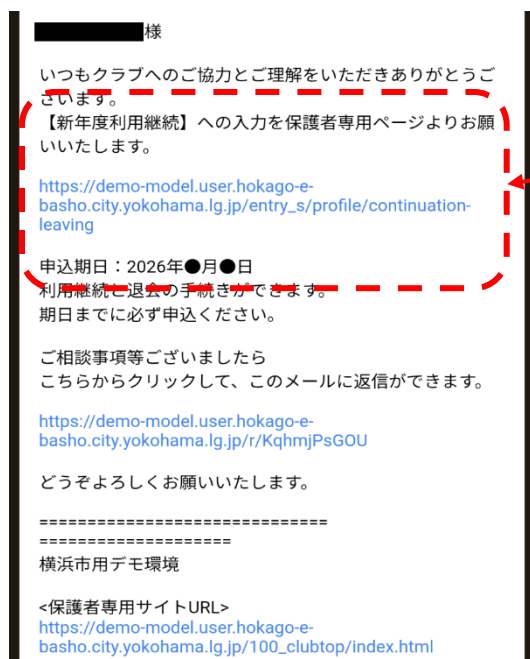 様
いつもクラブへのご協力とご理解をいただきありがとうご
ざいます。
【新年度利用継続】への入力を保護者専用ページよりお願
いいたします。
https://demo-model.user.hokago-e-
basho.city.yokohama.lg.jp/entry_s/profile/continuation-
leaving
申込期日：2026年●月●日
利用継続と退会の手続きができます。
期日までに必ず申込ください。
ご相談事項等ございましたら
こちらからクリックして、このメールに返信ができます。
https://demo-model.user.hokago-e-
basho.city.yokohama.lg.jp/r/KqhmjPsGOU
どうぞよろしくお願いいたします。
==============================
====================
横浜市用デモ環境
<保護者専用サイトURL>
https://demo-model.user.hokago-e-
basho.city.yokohama.lg.jp/100_clubtop/index.html